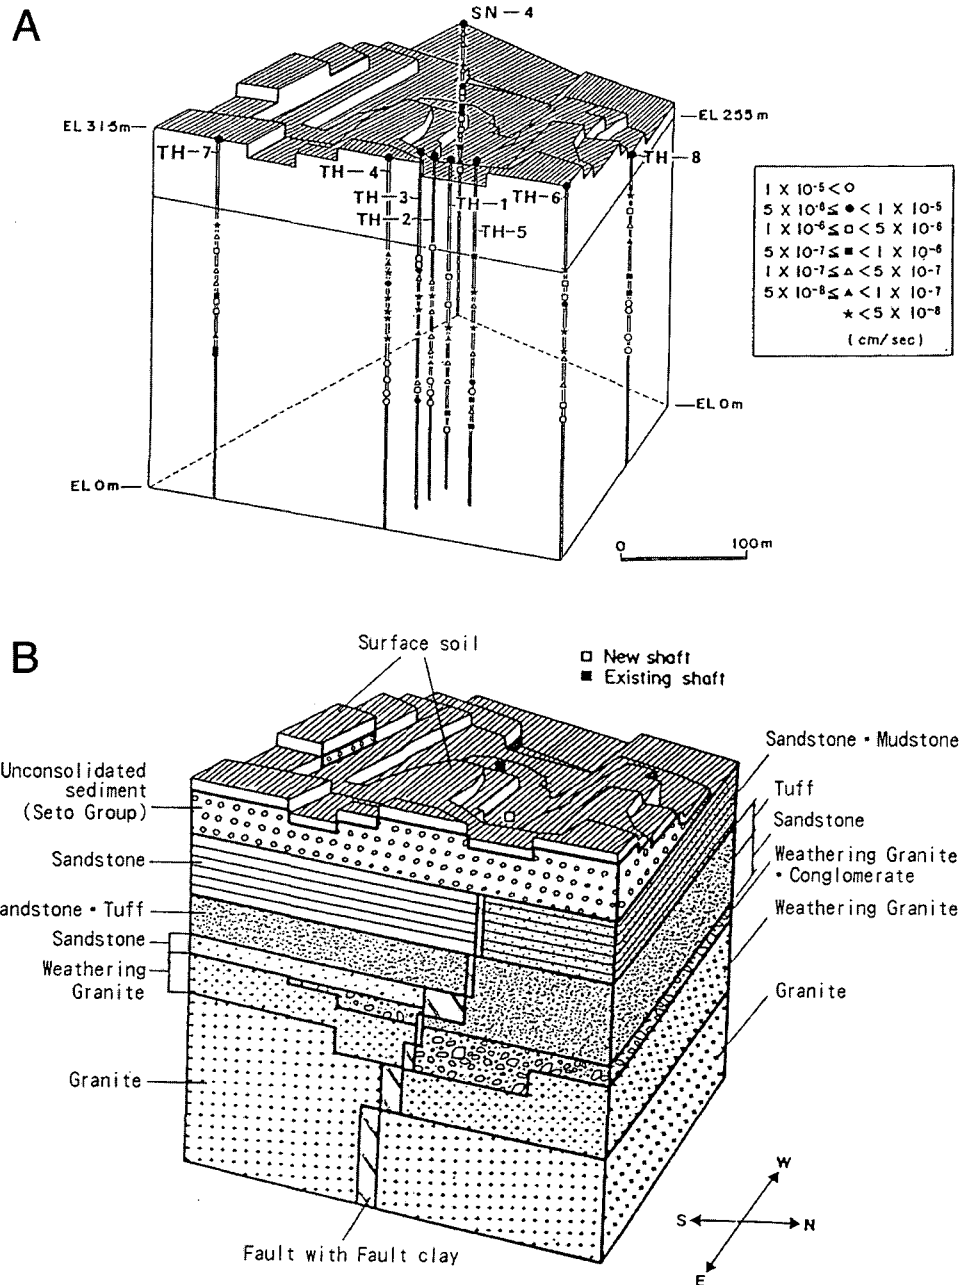 A
SN-4
EL 315m
EL 255m
TH-7
TH-8
TH-4
TH-3
TH-2
TH-1
TH-6
TH-5
1 X 10-5 < ○
5 X 10-6 ≦ ● < 1 X 10-5
1 X 10-6 ≦ □ < 5 X 10-6
5 X 10-7 ≦ ■ < 1 X 10-6
1 X 10-7 ≦ △ < 5 X 10-7
5 X 10-8 ≦ ▲ < 1 X 10-7
★ < 5 X 10-8
(cm/sec)
EL 0m
EL 0m
0 100m
B
Surface soil
□ New shaft
■ Existing shaft
Sandstone・Mudstone
Unconsolidated
sediment
(Seto Group)
Tuff
Sandstone
Sandstone
Weathering Granite
・Conglomerate
andstone・Tuff
Weathering Granite
Sandstone
Weathering
Granite
Granite
Granite
Fault with Fault clay
W
S
N
E